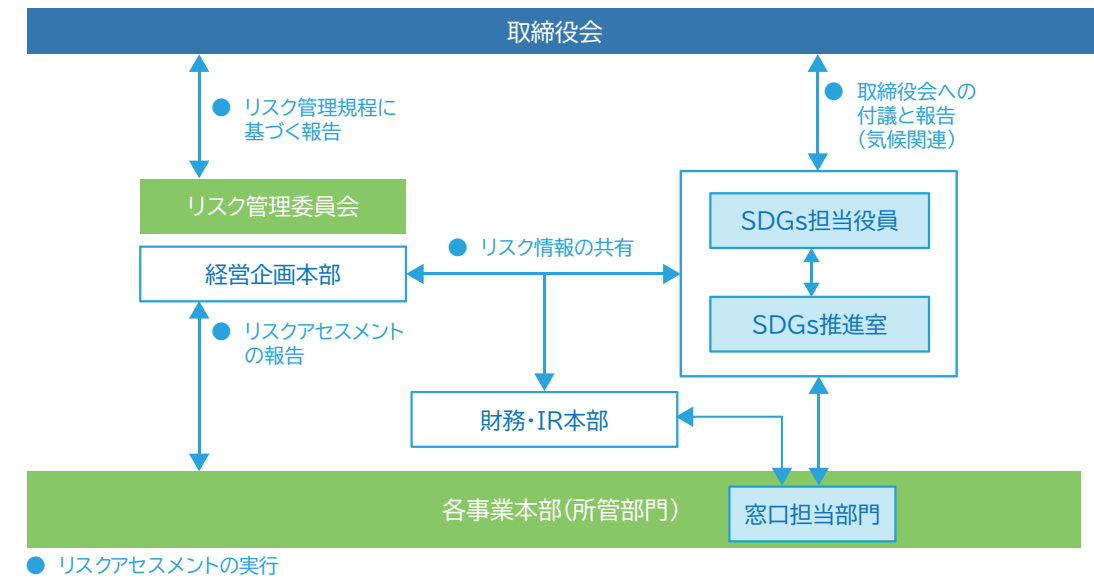 取締役会
● リスク管理規程に
基づく報告
● 取締役会への
付議と報告
（気候関連）
リスク管理委員会
SDGs担当役員
● リスク情報の共有
経営企画本部
SDGs推進室
● リスクアセスメント
の報告
財務・IR本部
各事業本部（所管部門）
窓口担当部門
● リスクアセスメントの実行